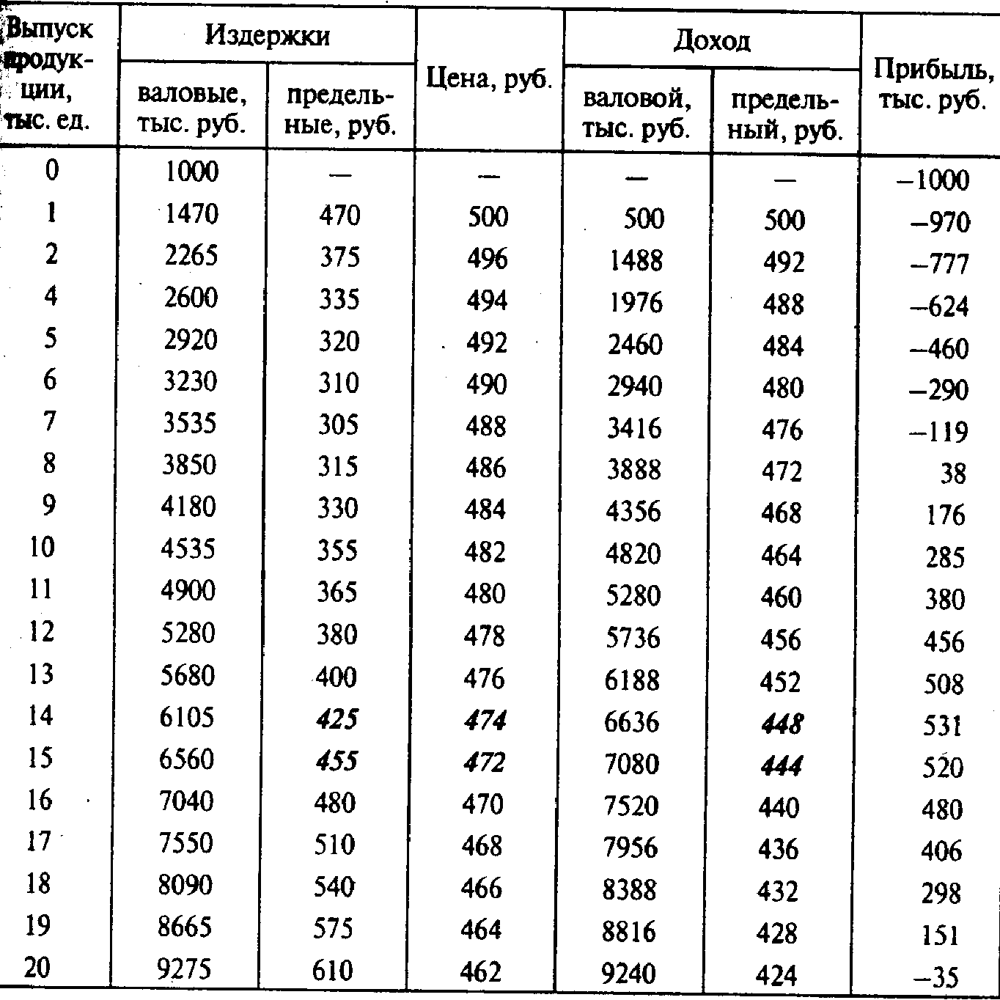 Выпуск продук-ции, тыс. ед. | Издержки | Цена, руб. | Доход | Прибыль, тыс. руб.
валовые, тыс. руб. | предель-ные, руб. | валовой, тыс. руб. | предель-ный, руб.
0 1000 — — — — −1000
1 1470 470 500 500 500 −970
2 2265 375 496 1488 492 −777
4 2600 335 494 1976 488 −624
5 2920 320 492 2460 484 −460
6 3230 310 490 2940 480 −290
7 3535 305 488 3416 476 −119
8 3850 315 486 3888 472 38
9 4180 330 484 4356 468 176
10 4535 355 482 4820 464 285
11 4900 365 480 5280 460 380
12 5280 380 478 5736 456 456
13 5680 400 476 6188 452 508
14 6105 425 474 6636 448 531
15 6560 455 472 7080 444 520
16 7040 480 470 7520 440 480
17 7550 510 468 7956 436 406
18 8090 540 466 8388 432 298
19 8665 575 464 8816 428 151
20 9275 610 462 9240 424 −35